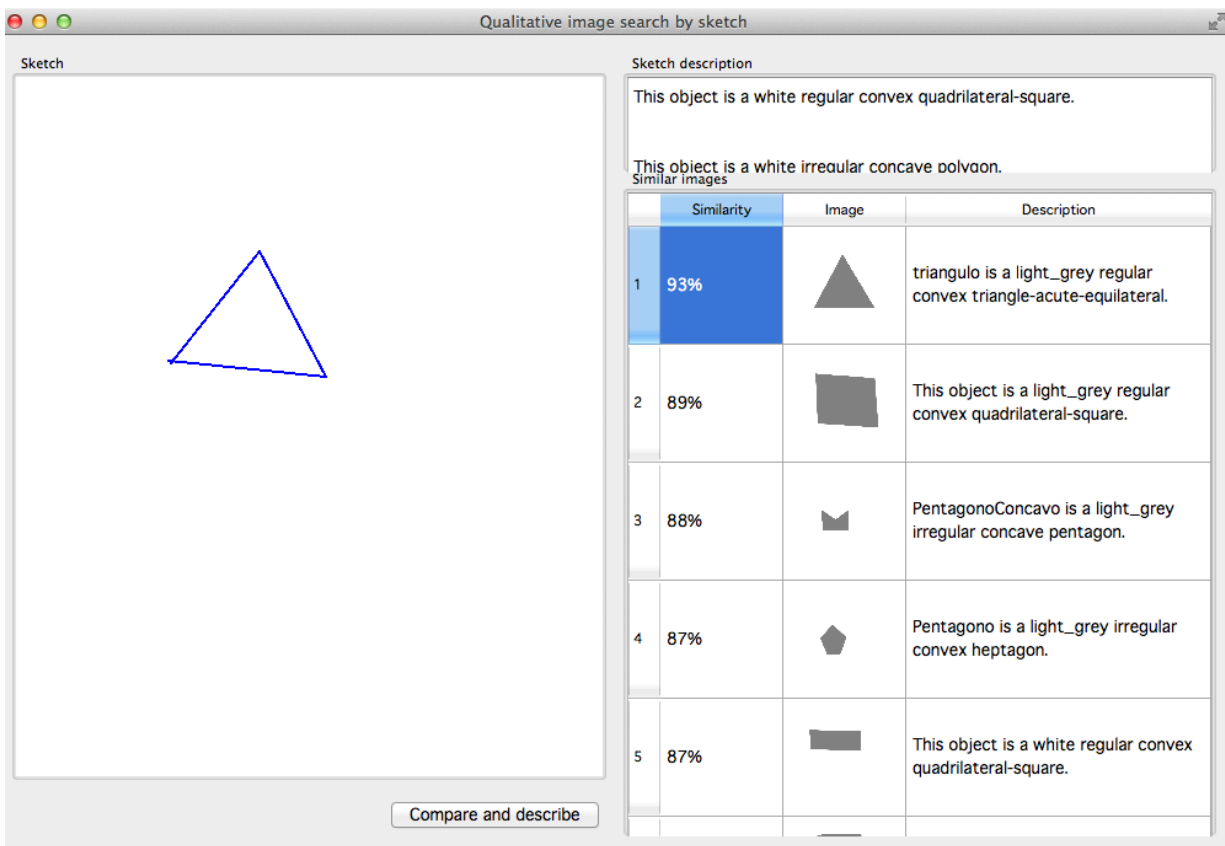 Qualitative image search by sketch
Sketch
Sketch description
This object is a white regular convex quadrilateral-square.
This object is a white irregular concave polygon.
Similar images
Similarity Image Description
1 93% triangulo is a light_grey regular
convex triangle-acute-equilateral.
2 89% This object is a light_grey regular
convex quadrilateral-square.
3 88% PentagonoConcavo is a light_grey
irregular concave pentagon.
4 87% Pentagono is a light_grey irregular
convex heptagon.
5 87% This object is a white regular convex
quadrilateral-square.
Compare and describe